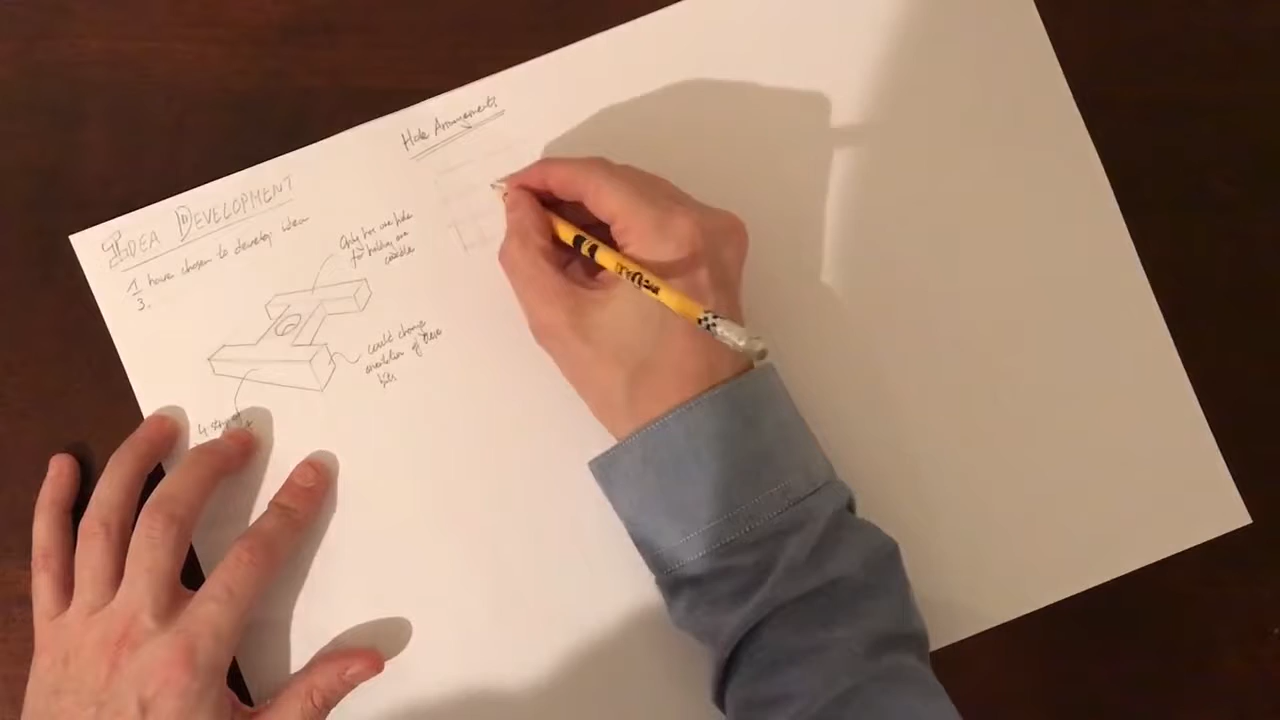 IDEA DEVELOPMENT
I have chosen to develop idea
3.
Hole Arrangements
Only has one hole
for holding one
candle
could change
orientation of these
bits